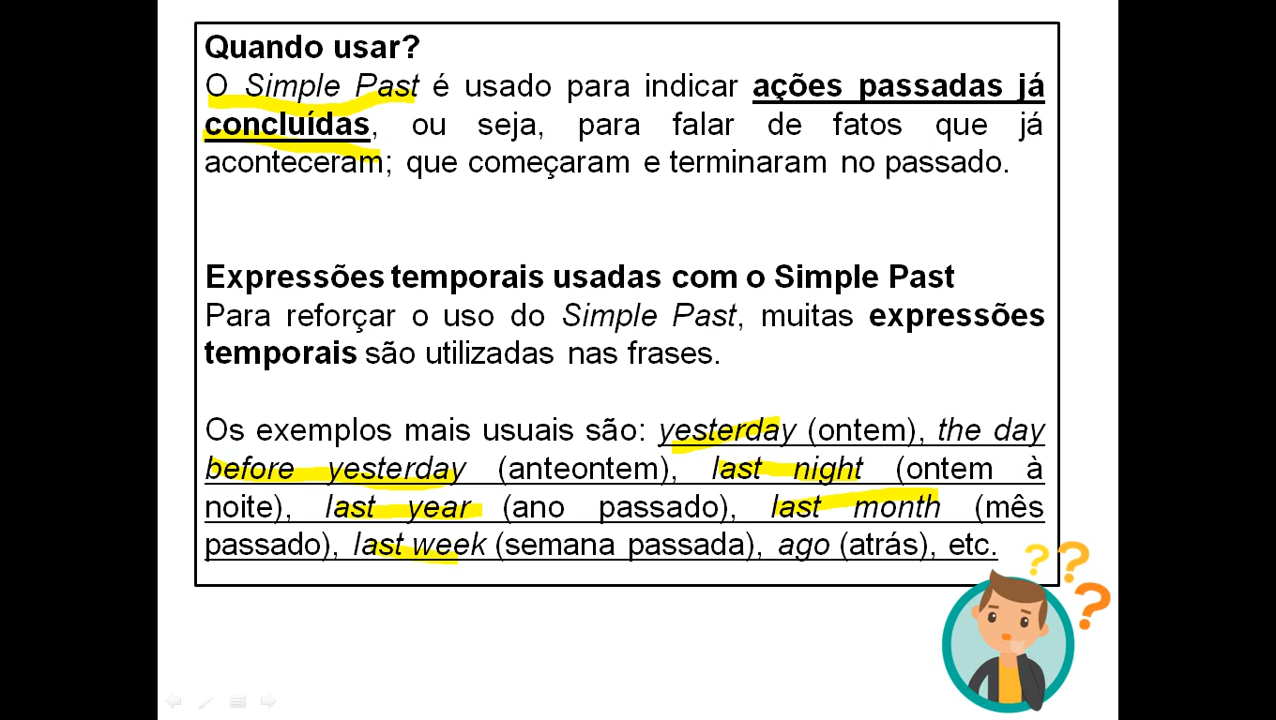 Quando usar?
O Simple Past é usado para indicar ações passadas já
concluídas, ou seja, para falar de fatos que já
aconteceram; que começaram e terminaram no passado.
Expressões temporais usadas com o Simple Past
Para reforçar o uso do Simple Past, muitas expressões
temporais são utilizadas nas frases.
Os exemplos mais usuais são: yesterday (ontem), the day
before yesterday (anteontem), last night (ontem à
noite), last year (ano passado), last month (mês
passado), last week (semana passada), ago (atrás), etc.
? ? ?